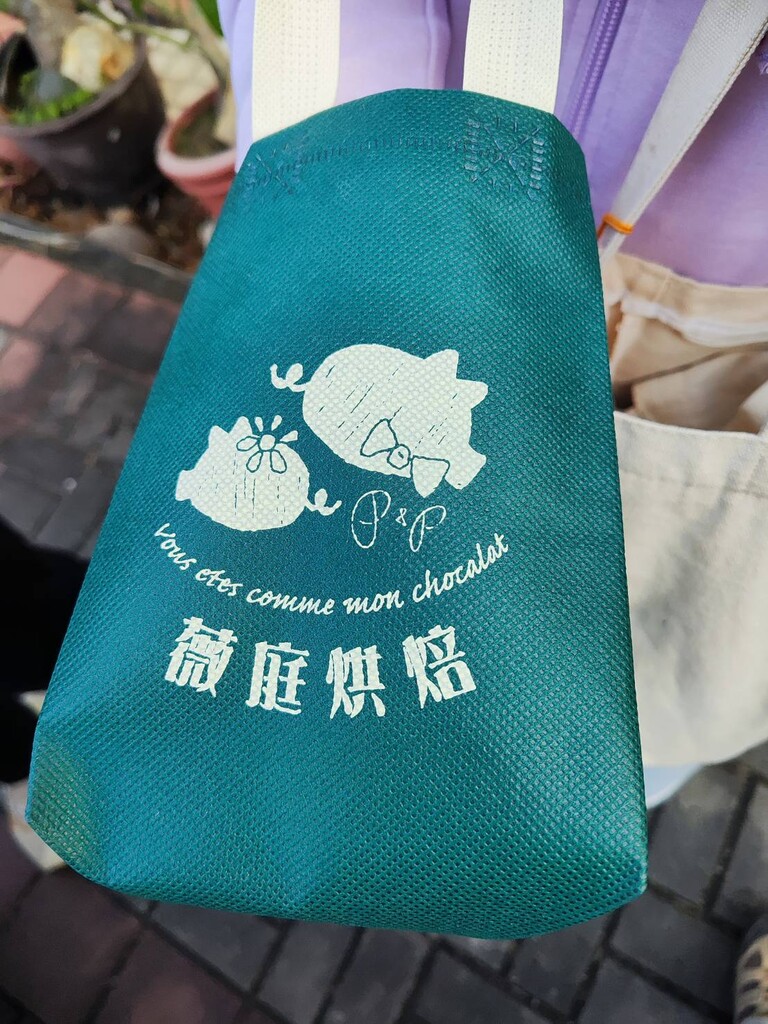 P & P
Vous etes comme mon chocalat
薇庭烘焙